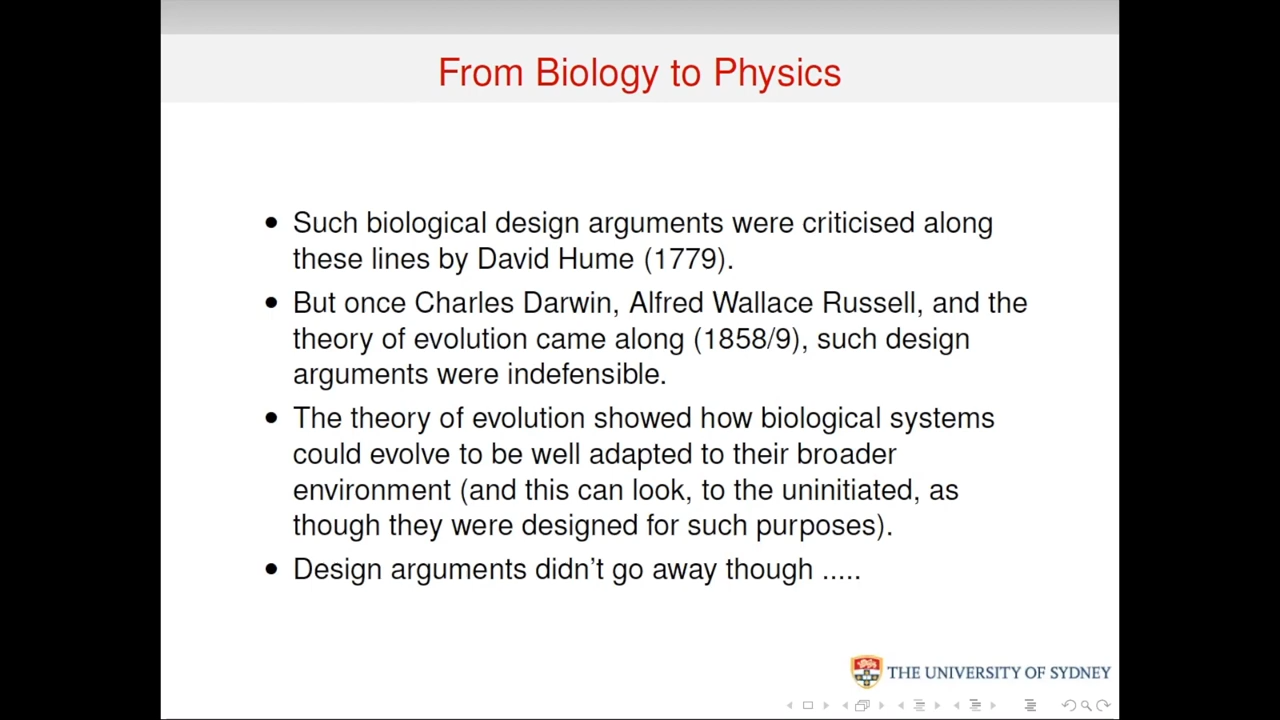 From Biology to Physics
• Such biological design arguments were criticised along
these lines by David Hume (1779).
• But once Charles Darwin, Alfred Wallace Russell, and the
theory of evolution came along (1858/9), such design
arguments were indefensible.
• The theory of evolution showed how biological systems
could evolve to be well adapted to their broader
environment (and this can look, to the uninitiated, as
though they were designed for such purposes).
• Design arguments didn't go away though .....
THE UNIVERSITY OF SYDNEY